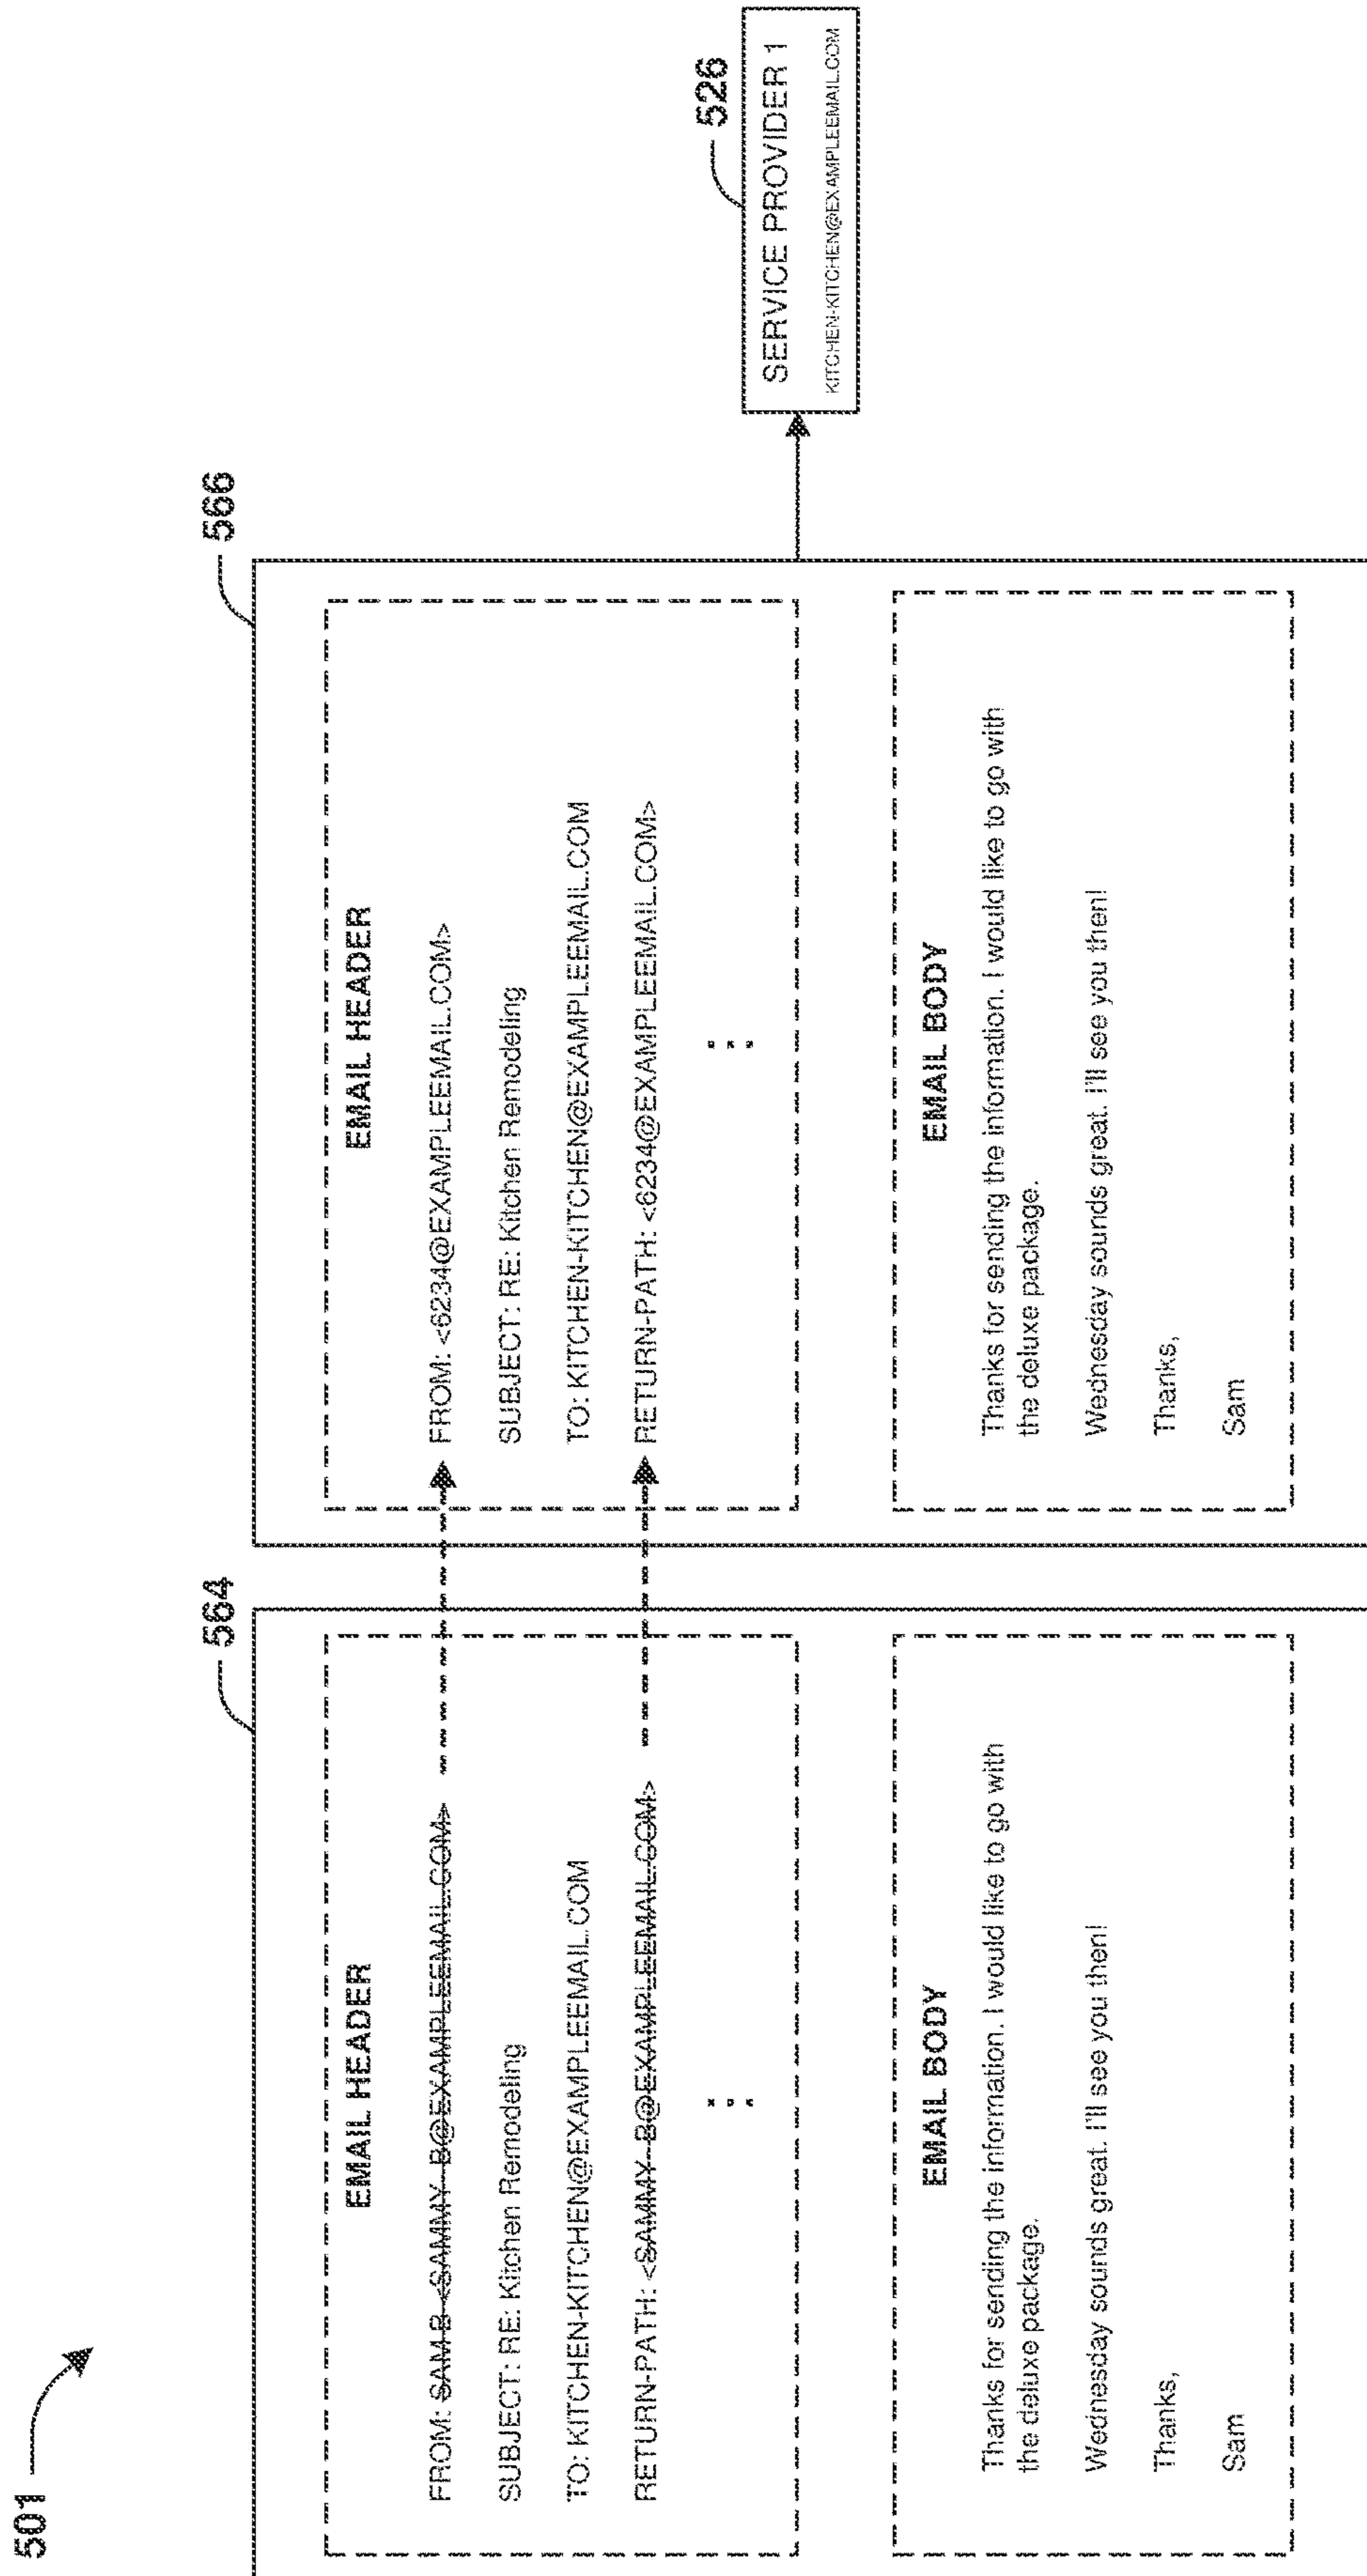 501
564
EMAIL HEADER
FROM: SAM B <SAMMY-B@EXAMPLEEMAIL.COM>
SUBJECT: RE: Kitchen Remodeling
TO: KITCHEN-KITCHEN@EXAMPLEEMAIL.COM
RETURN-PATH: <SAMMY-B@EXAMPLEEMAIL.COM>
...
EMAIL BODY
Thanks for sending the information. I would like to go with
the deluxe package.
Wednesday sounds great. I'll see you then!
Thanks,
Sam
566
EMAIL HEADER
FROM: <6234@EXAMPLEEMAIL.COM>
SUBJECT: RE: Kitchen Remodeling
TO: KITCHEN-KITCHEN@EXAMPLEEMAIL.COM
RETURN-PATH: <6234@EXAMPLEEMAIL.COM>
...
EMAIL BODY
Thanks for sending the information. I would like to go with
the deluxe package.
Wednesday sounds great. I'll see you then!
Thanks,
Sam
526
SERVICE PROVIDER 1
KITCHEN-KITCHEN@EXAMPLEEMAIL.COM